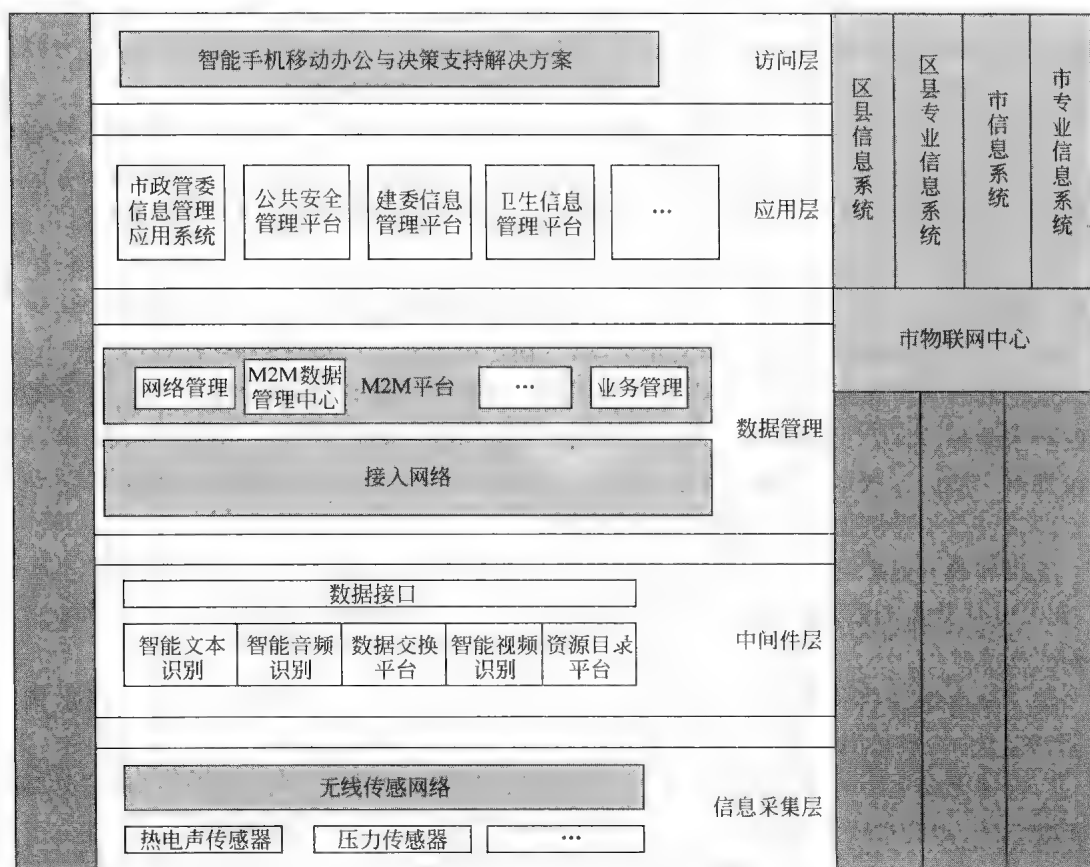 智能手机移动办公与决策支持解决方案
访问层
市政管委
信息管理
应用系统
公共安全
管理平台
建委信息
管理平台
卫生信息
管理平台
…
应用层
区县信息系统
区县专业信息系统
市信息系统
市专业信息系统
市物联网中心
网络管理
M2M数据
管理中心
M2M平台
…
业务管理
接入网络
数据管理
数据接口
智能文本
识别
智能音频
识别
数据交换
平台
智能视频
识别
资源目录
平台
中间件层
无线传感网络
热电声传感器
压力传感器
…
信息采集层